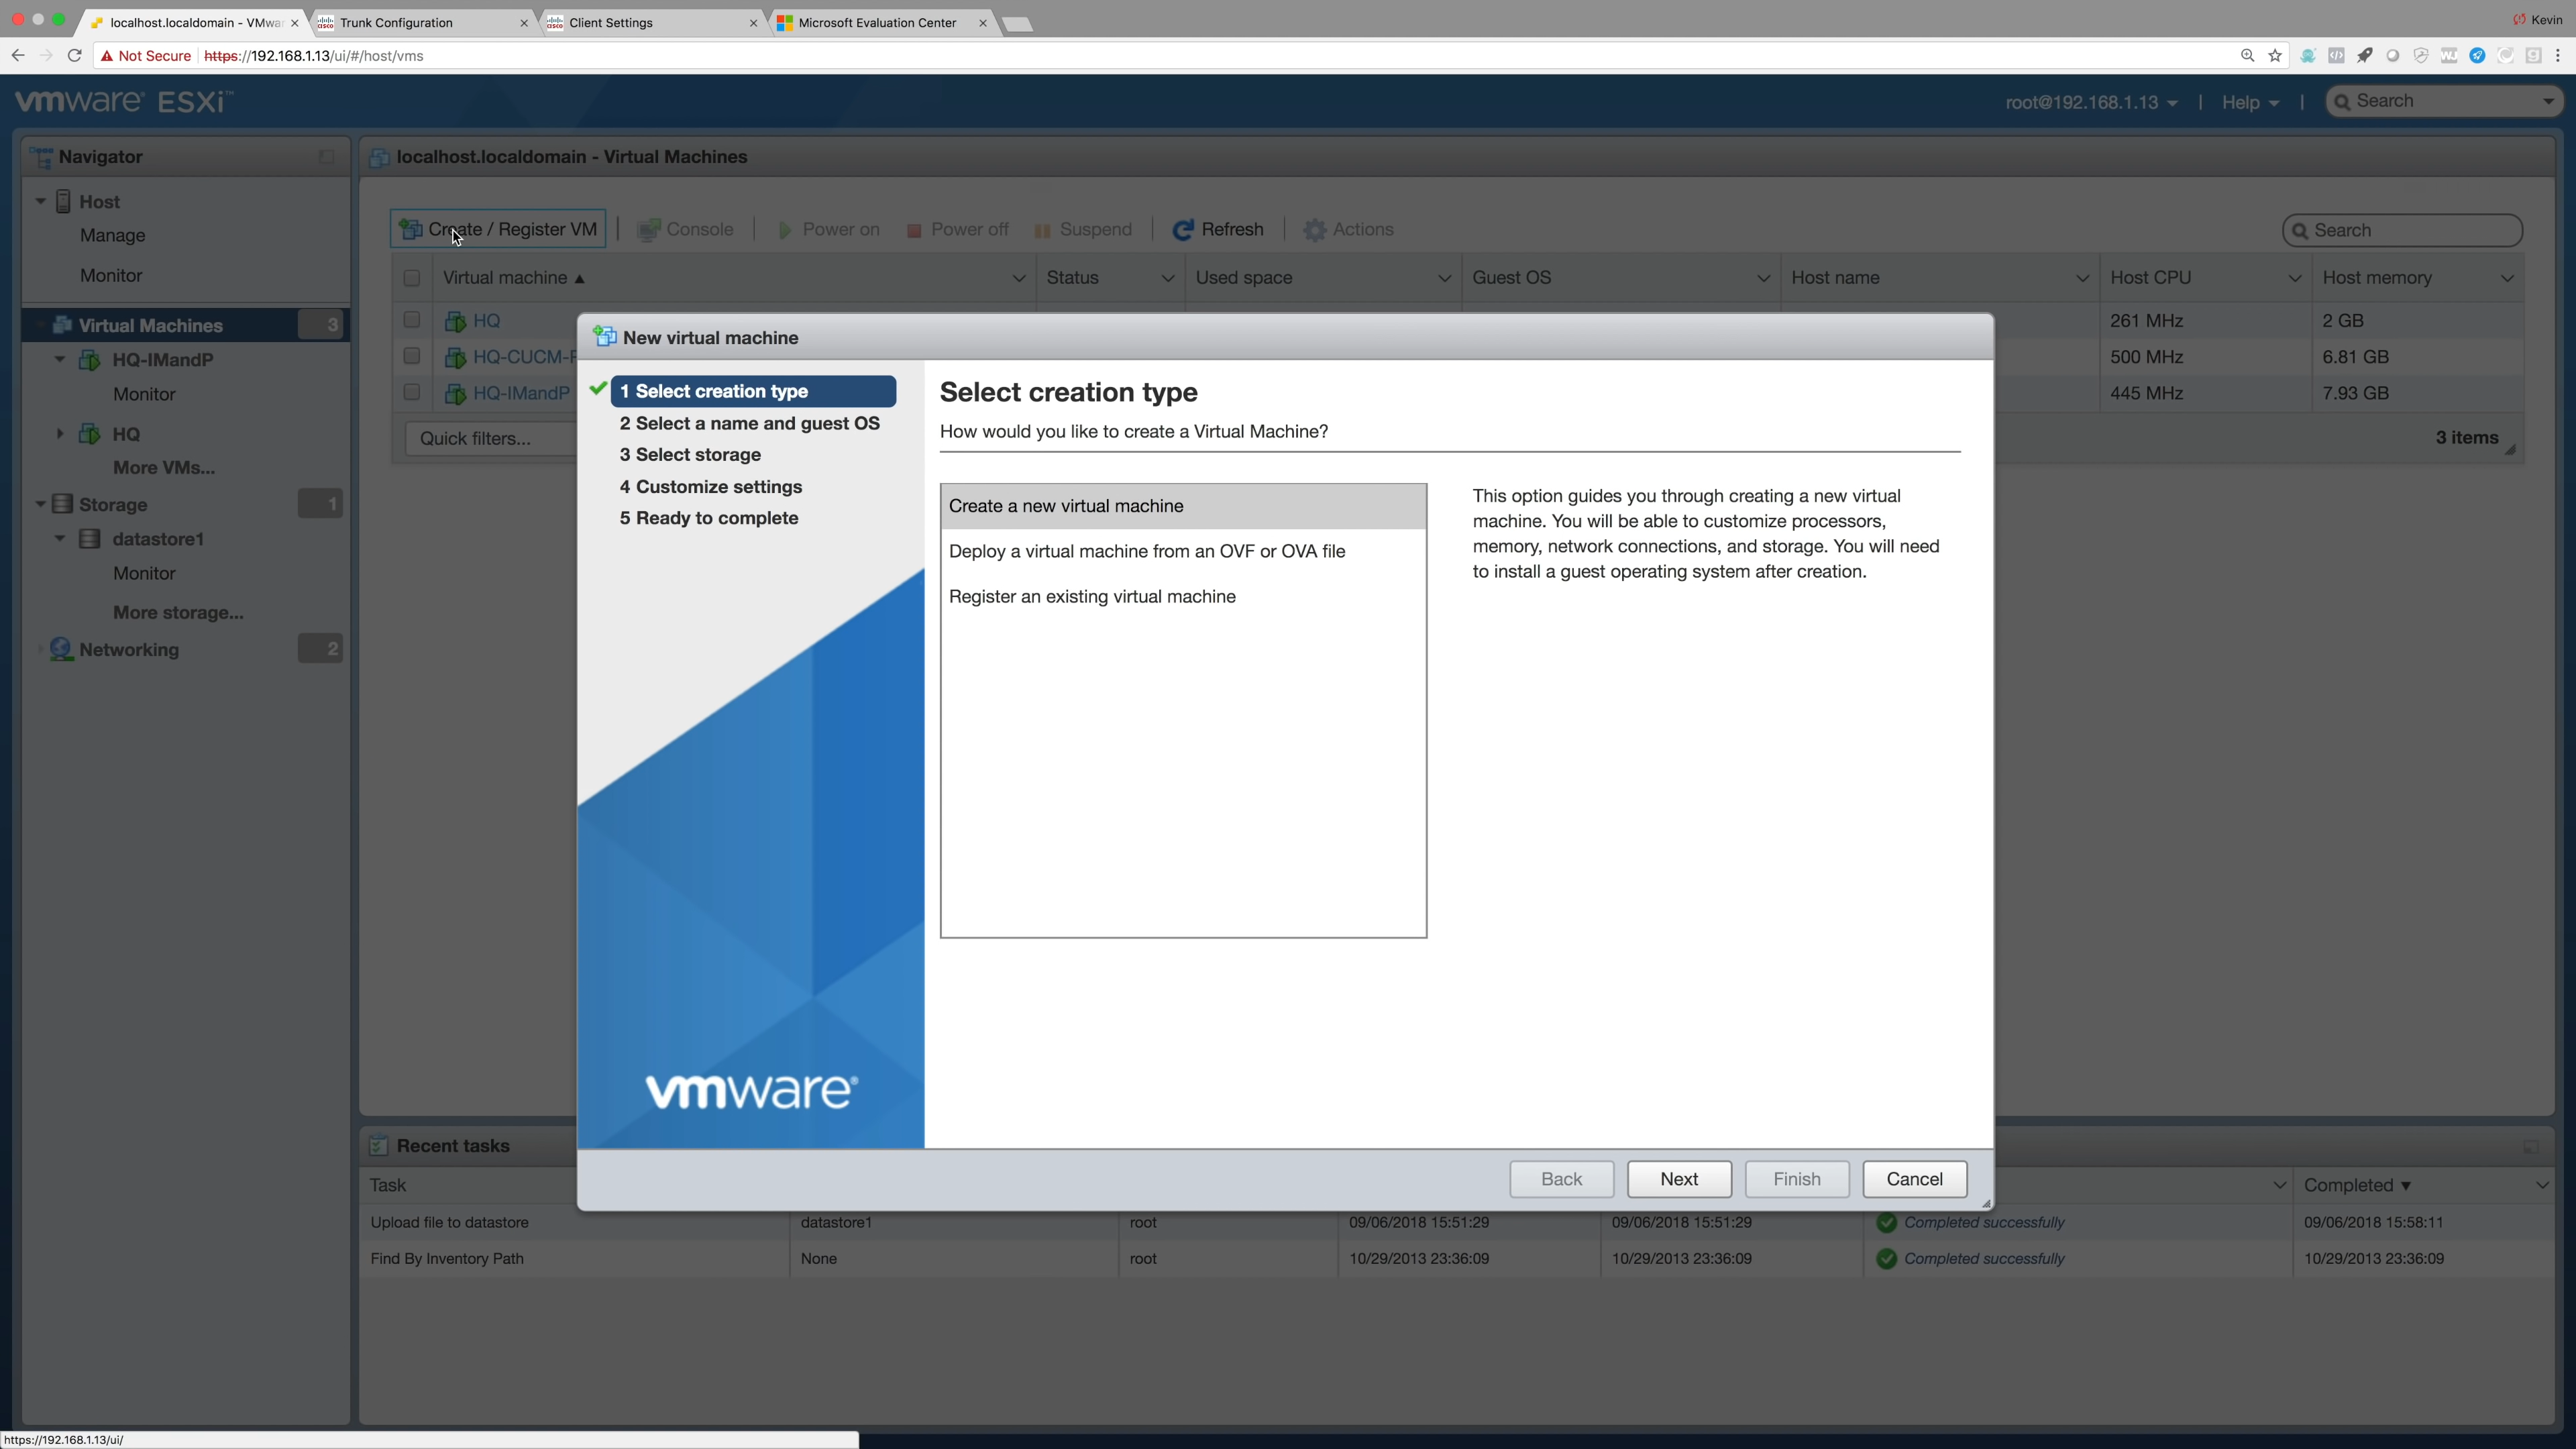 localhost.localdomain - VMwar
Trunk Configuration
Client Settings
Microsoft Evaluation Center
Kevin
Not Secure
https://192.168.1.13/ui/#/host/vms
vmware® ESXi™
root@192.168.1.13
Help
Search
Navigator
localhost.localdomain - Virtual Machines
Host
Manage
Monitor
Virtual Machines
3
HQ-IMandP
Monitor
HQ
More VMs...
Storage
1
datastore1
Monitor
More storage...
Networking
2
Create / Register VM
Console
Power on
Power off
Suspend
Refresh
Actions
Search
Virtual machine
Status
Used space
Guest OS
Host name
Host CPU
Host memory
HQ
261 MHz
2 GB
HQ-CUCM-
500 MHz
6.81 GB
HQ-IMandP
445 MHz
7.93 GB
Quick filters...
3 items
New virtual machine
1 Select creation type
2 Select a name and guest OS
3 Select storage
4 Customize settings
5 Ready to complete
vmware®
Select creation type
How would you like to create a Virtual Machine?
Create a new virtual machine
Deploy a virtual machine from an OVF or OVA file
Register an existing virtual machine
This option guides you through creating a new virtual
machine. You will be able to customize processors,
memory, network connections, and storage. You will need
to install a guest operating system after creation.
Back
Next
Finish
Cancel
Recent tasks
Task
Completed
Upload file to datastore
datastore1
root
09/06/2018 15:51:29
09/06/2018 15:51:29
Completed successfully
09/06/2018 15:58:11
Find By Inventory Path
None
root
10/29/2013 23:36:09
10/29/2013 23:36:09
Completed successfully
10/29/2013 23:36:09
https://192.168.1.13/ui/